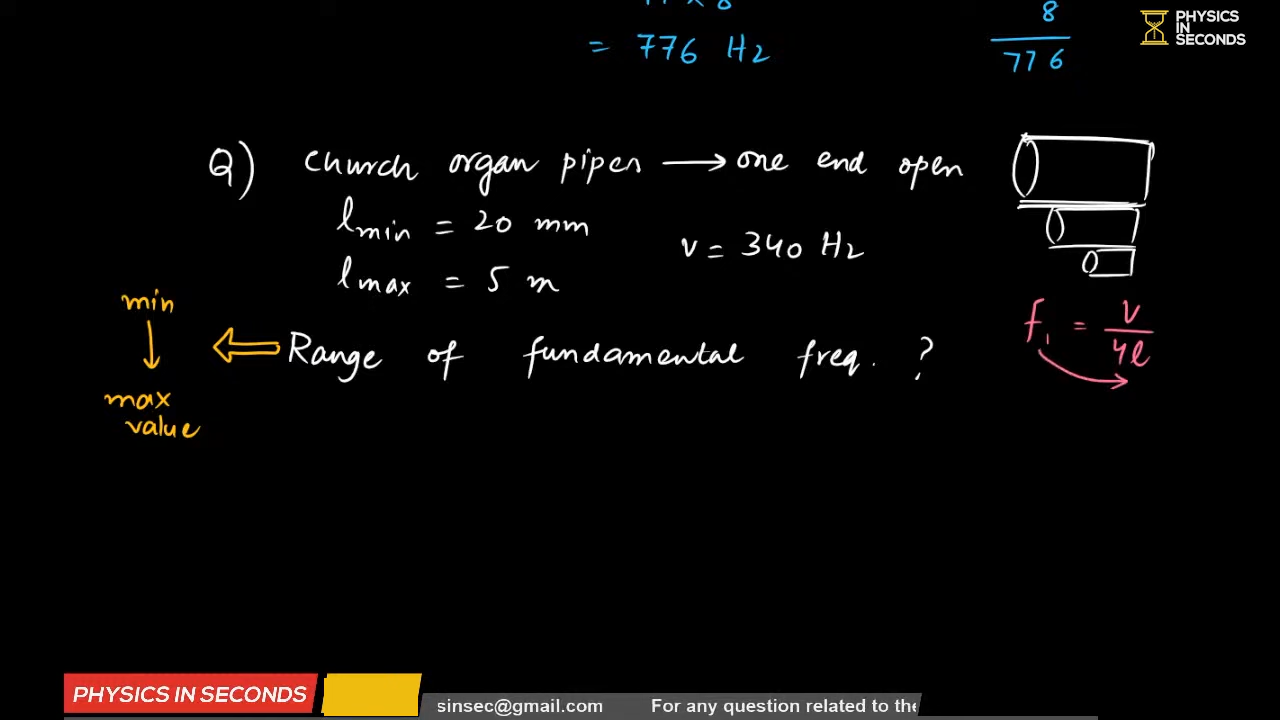 8
= 776 Hz
776
PHYSICS
IN
SECONDS
Q) Church organ pipes → one end open
lmin = 20 mm
v = 340 Hz
lmax = 5 m
min
↓
max
value
Range of fundamental freq. ?
f1 = v/4l
PHYSICS IN SECONDS
sinsec@gmail.com For any question related to the